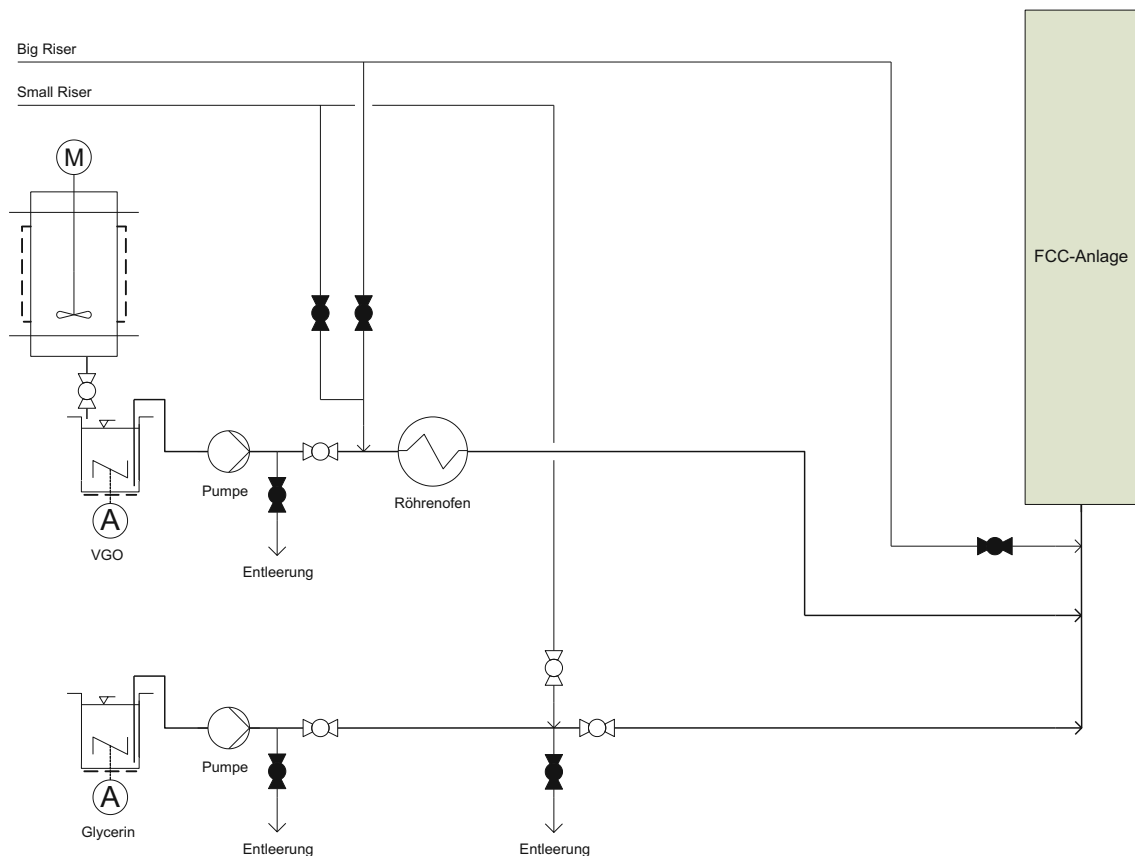 Big Riser
Small Riser
M
FCC-Anlage
Pumpe
Röhrenofen
A
VGO
Entleerung
Pumpe
A
Glycerin
Entleerung
Entleerung